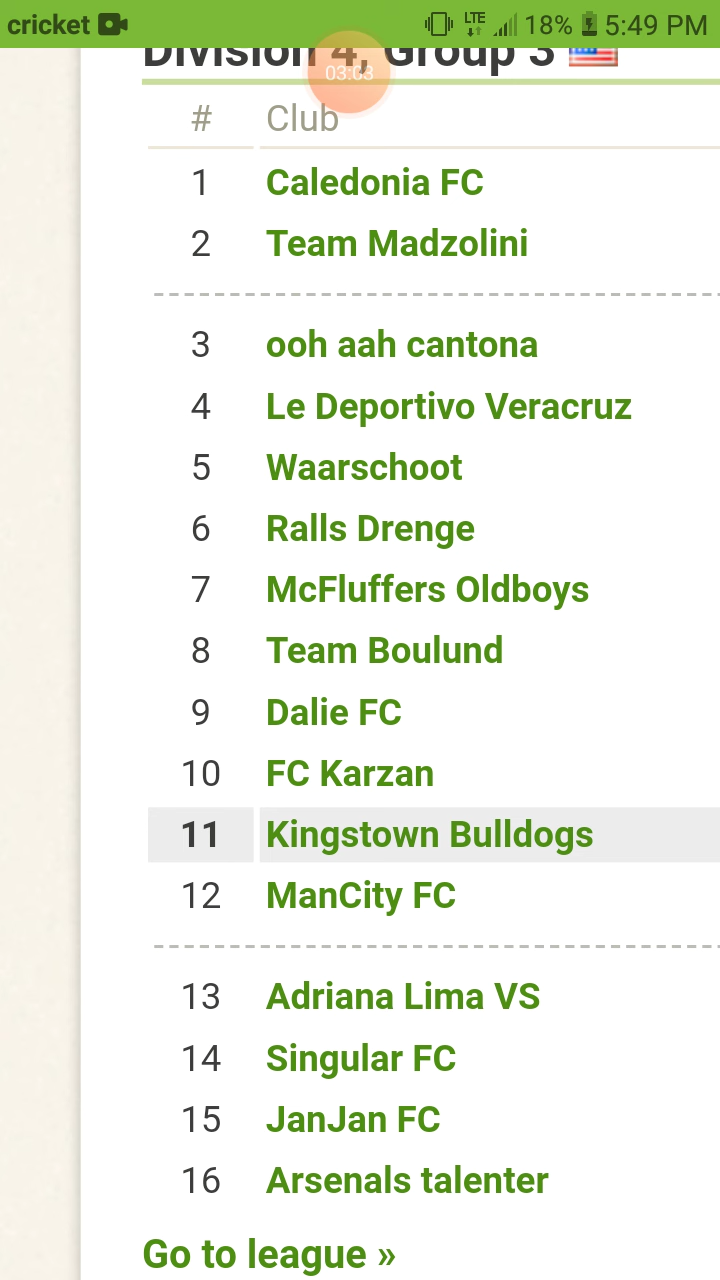 cricket LTE 18% 5:49 PM
Division 4, Group 3
03:03
# Club
1 Caledonia FC
2 Team Madzolini
3 ooh aah cantona
4 Le Deportivo Veracruz
5 Waarschoot
6 Ralls Drenge
7 McFluffers Oldboys
8 Team Boulund
9 Dalie FC
10 FC Karzan
11 Kingstown Bulldogs
12 ManCity FC
13 Adriana Lima VS
14 Singular FC
15 JanJan FC
16 Arsenals talenter
Go to league »